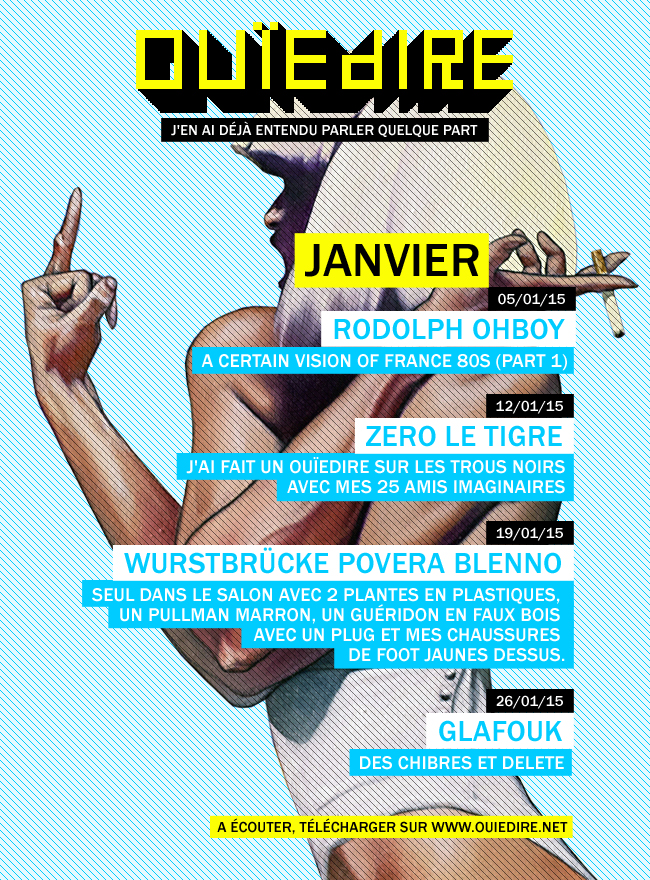 OUÏEDIRE
J'EN AI DÉJÀ ENTENDU PARLER QUELQUE PART
JANVIER
05/01/15
RODOLPH OHBOY
A CERTAIN VISION OF FRANCE 80S (PART 1)
12/01/15
ZERO LE TIGRE
J'AI FAIT UN OUÏEDIRE SUR LES TROUS NOIRS
AVEC MES 25 AMIS IMAGINAIRES
19/01/15
WURSTBRÜCKE POVERA BLENNO
SEUL DANS LE SALON AVEC 2 PLANTES EN PLASTIQUES,
UN PULLMAN MARRON, UN GUÉRIDON EN FAUX BOIS
AVEC UN PLUG ET MES CHAUSSURES
DE FOOT JAUNES DESSUS.
26/01/15
GLAFOUK
DES CHIBRES ET DELETE
A ÉCOUTER, TÉLÉCHARGER SUR WWW.OUIEDIRE.NET